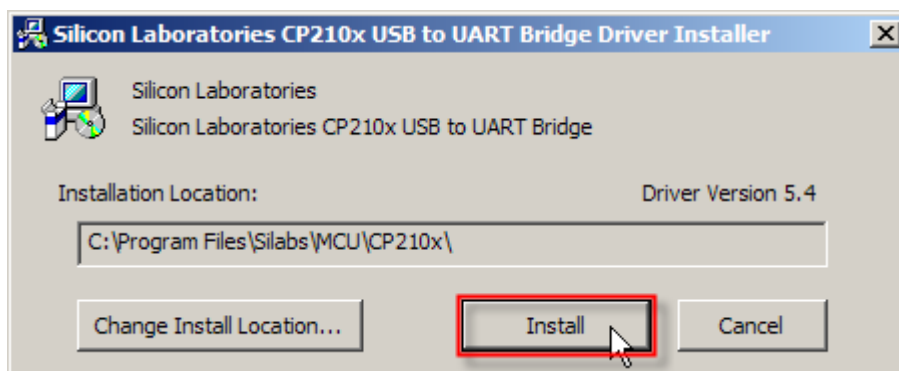 Silicon Laboratories CP210x USB to UART Bridge Driver Installer
Silicon Laboratories
Silicon Laboratories CP210x USB to UART Bridge
Installation Location:
Driver Version 5.4
C:\Program Files\Silabs\MCU\CP210x\
Change Install Location...
Install
Cancel